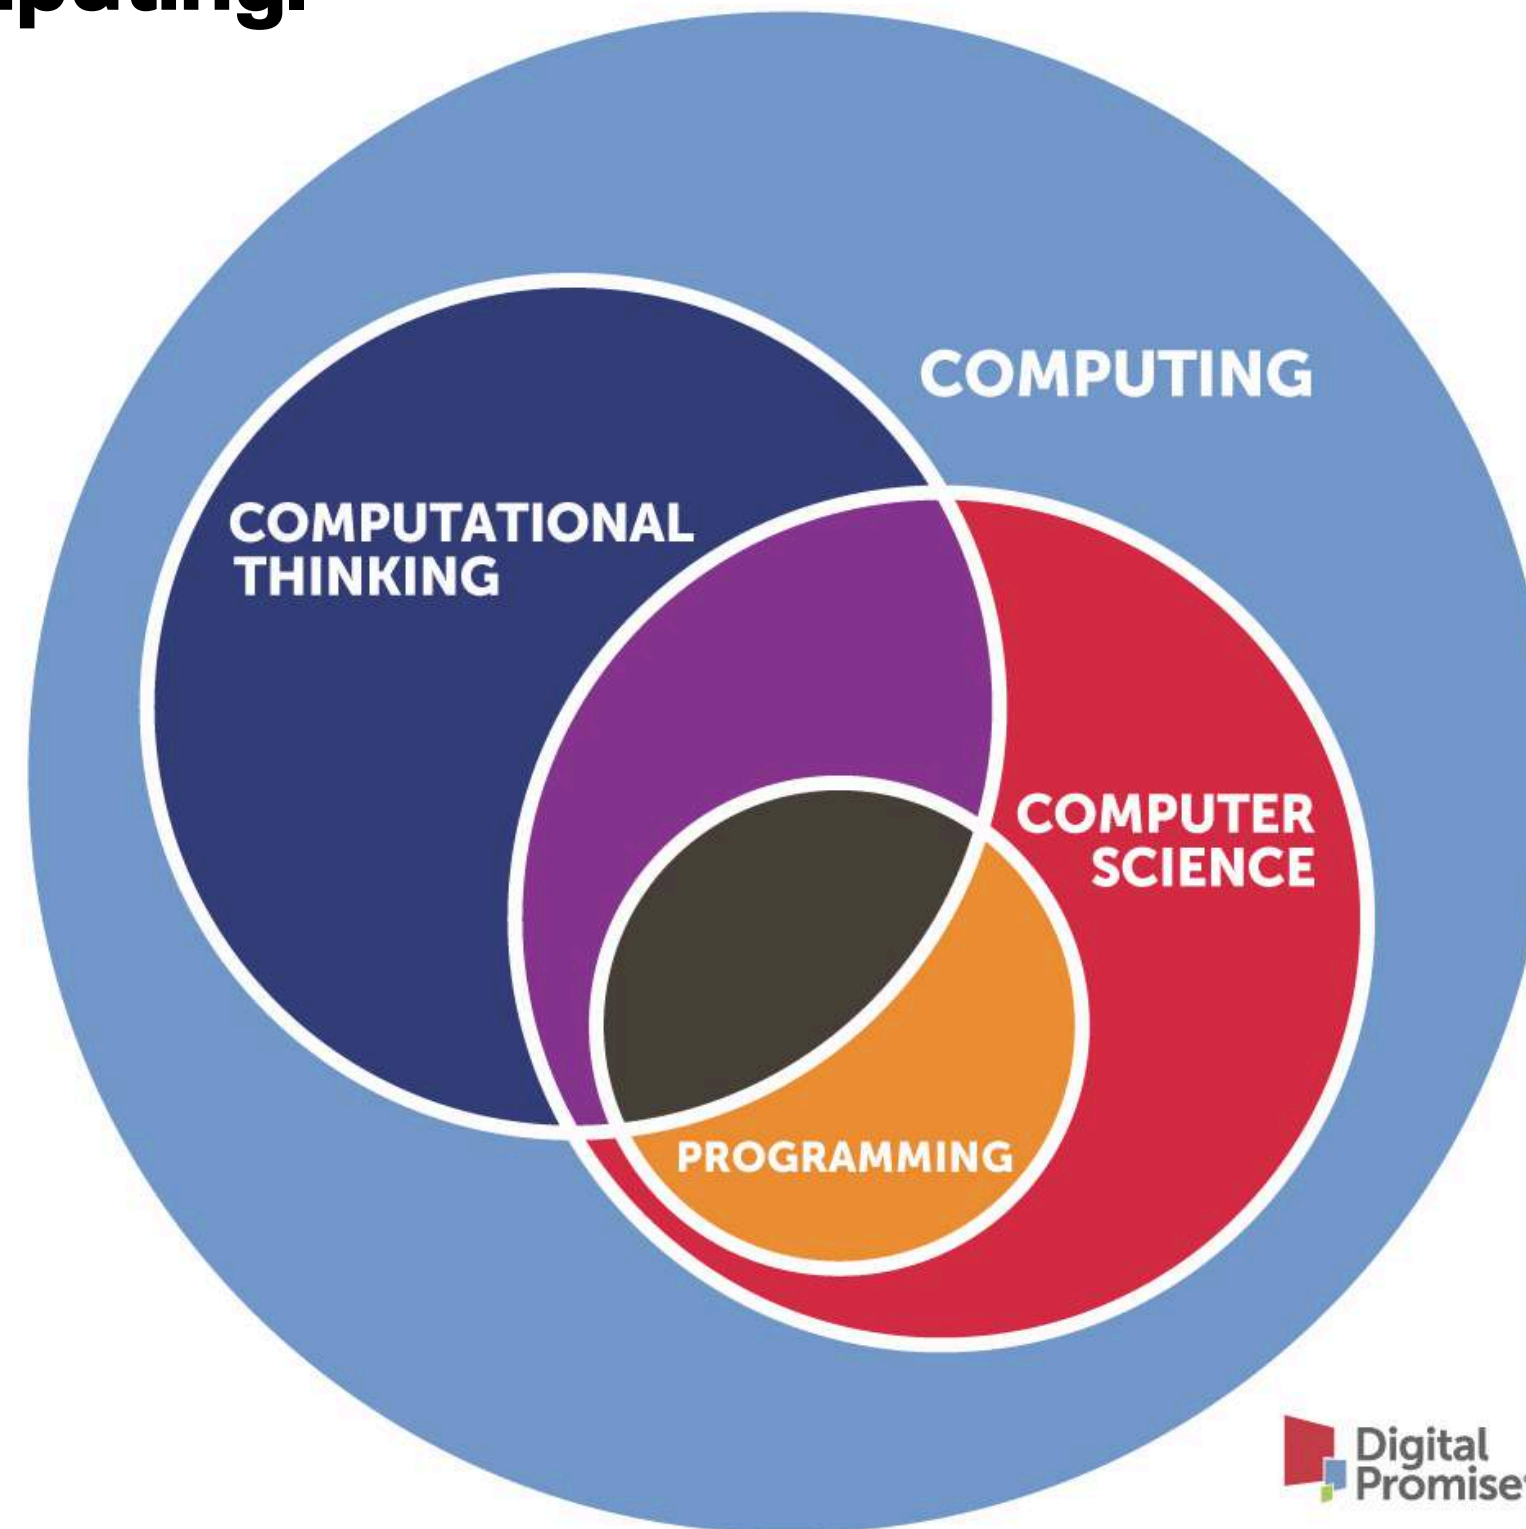 COMPUTING
COMPUTATIONAL
THINKING
COMPUTER
SCIENCE
PROGRAMMING
Digital
Promise